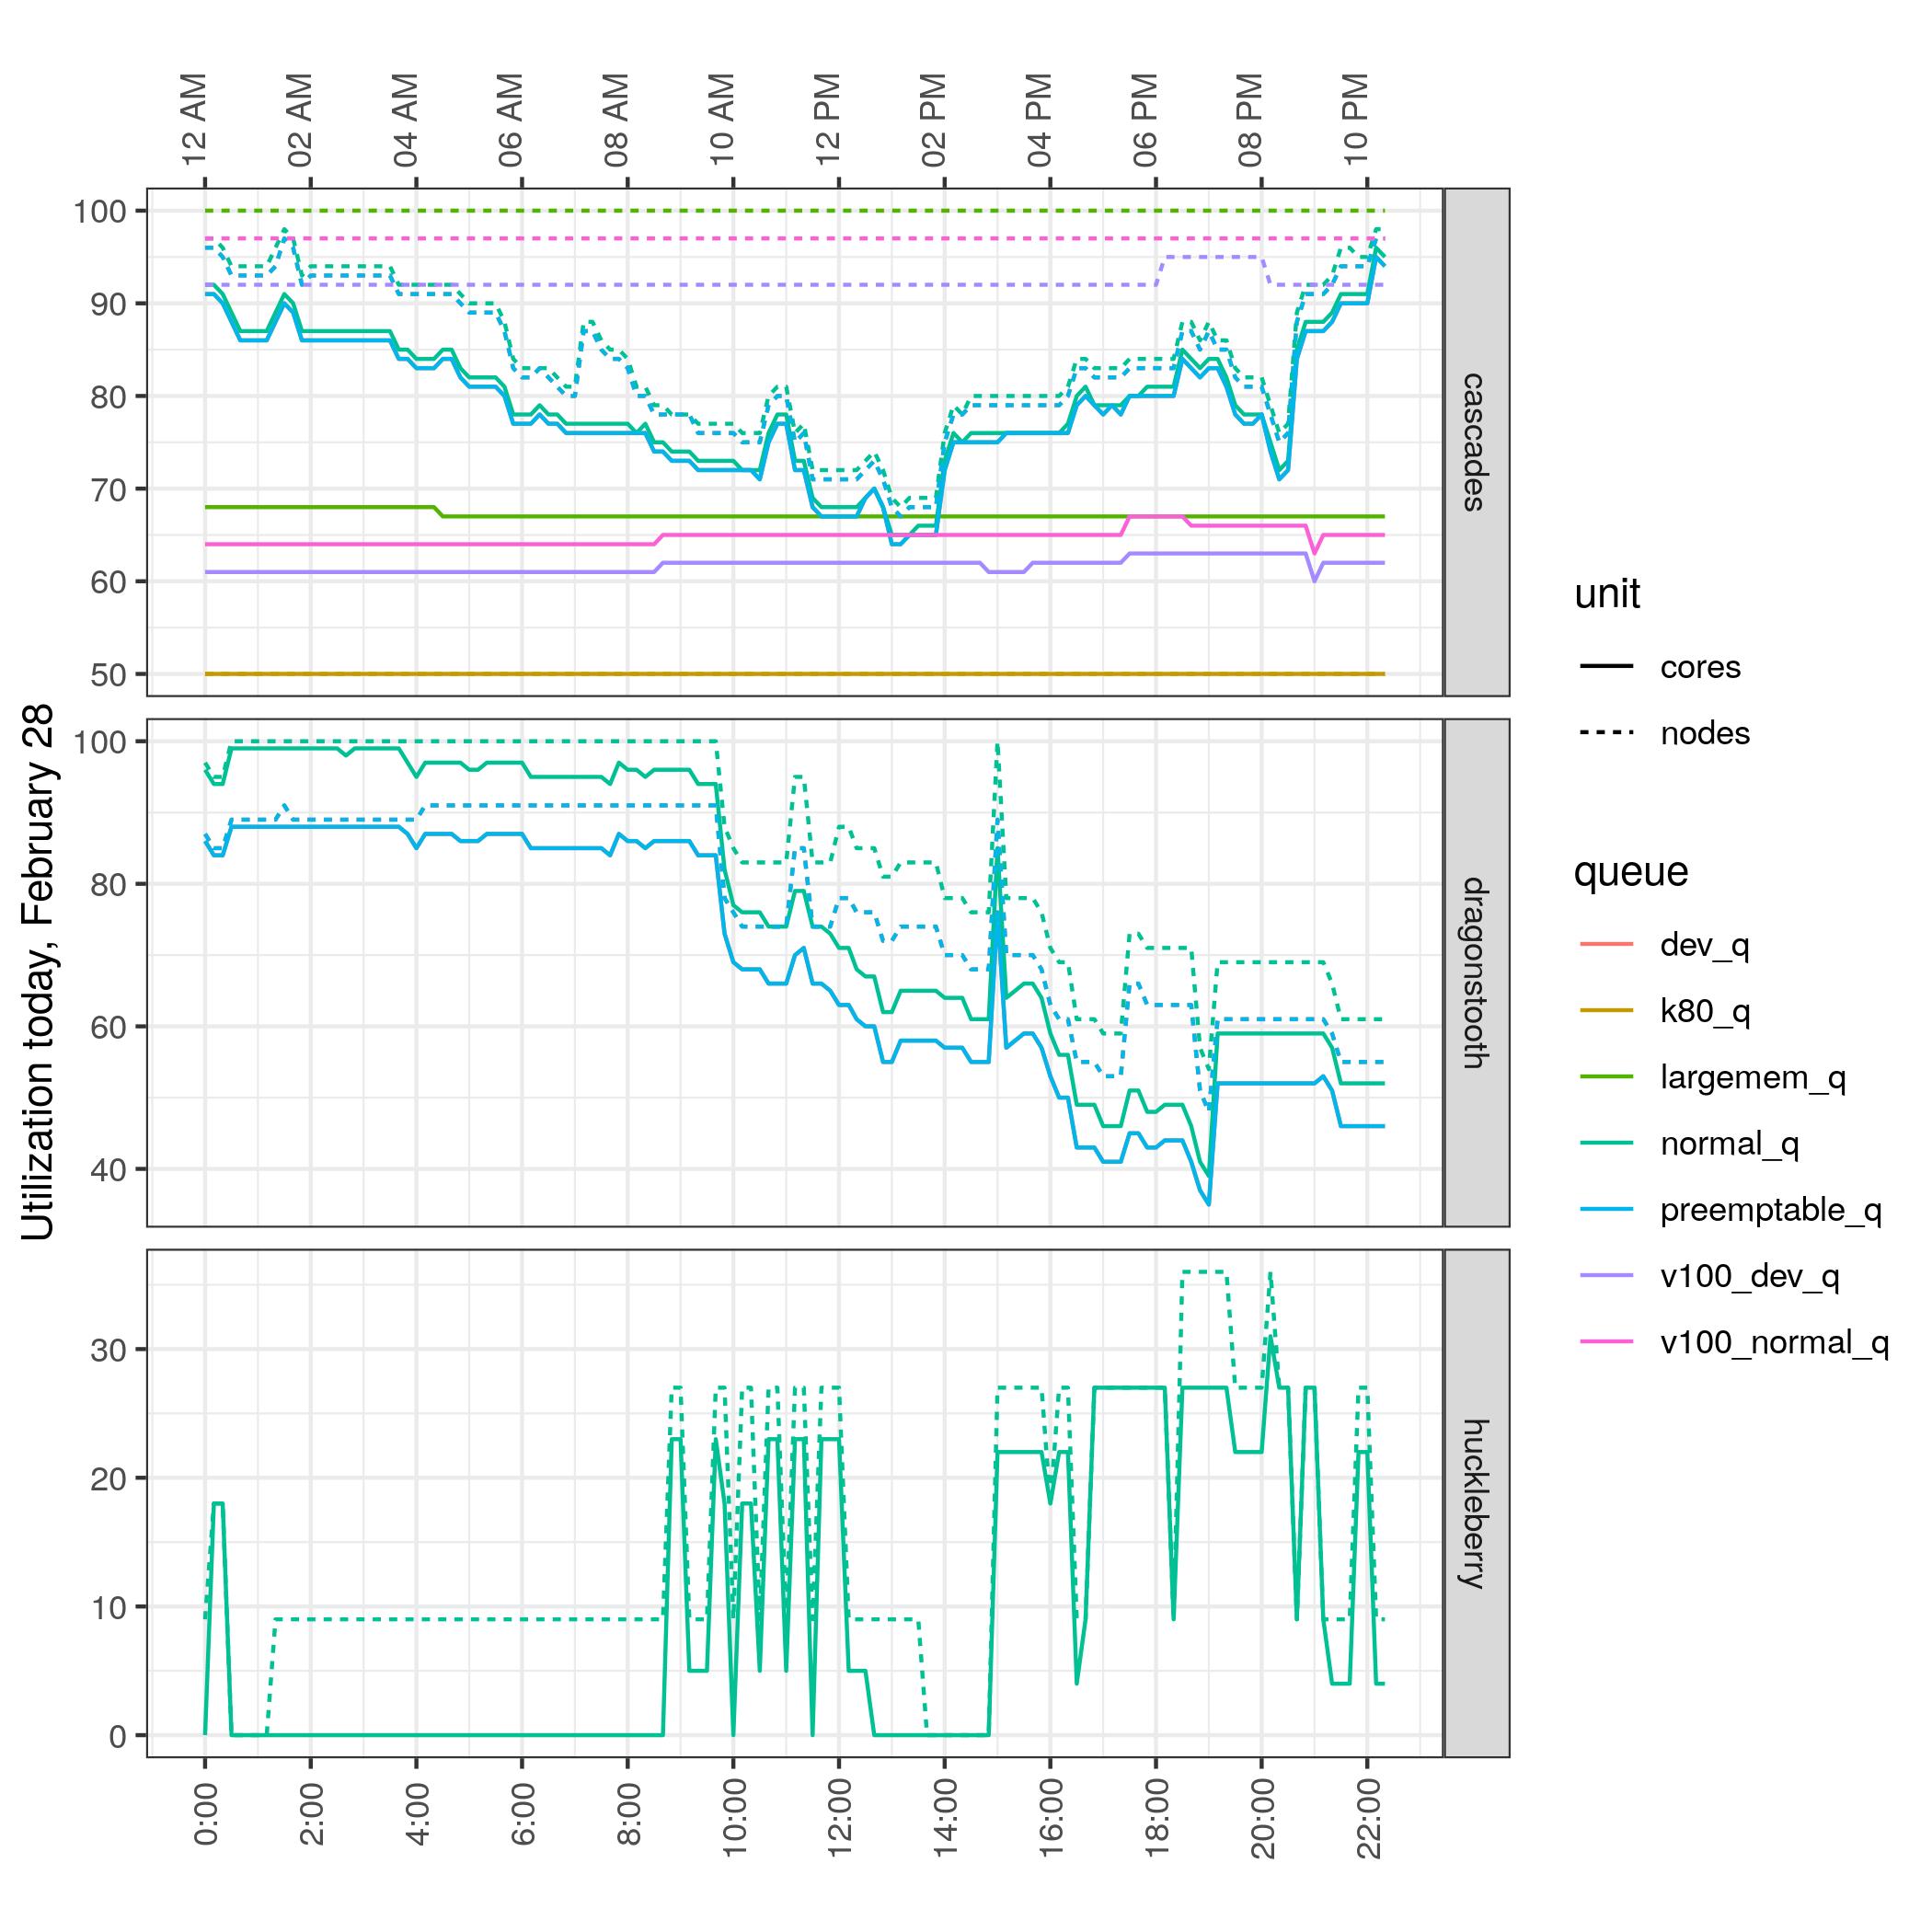 12 AM
02 AM
04 AM
06 AM
08 AM
10 AM
12 PM
02 PM
04 PM
06 PM
08 PM
10 PM
Utilization today, February 28
100
90
80
70
60
50
cascades
100
80
60
40
dragonstooth
30
20
10
0
huckleberry
0:00
2:00
4:00
6:00
8:00
10:00
12:00
14:00
16:00
18:00
20:00
22:00
unit
cores
nodes
queue
dev_q
k80_q
largemem_q
normal_q
preemptable_q
v100_dev_q
v100_normal_q